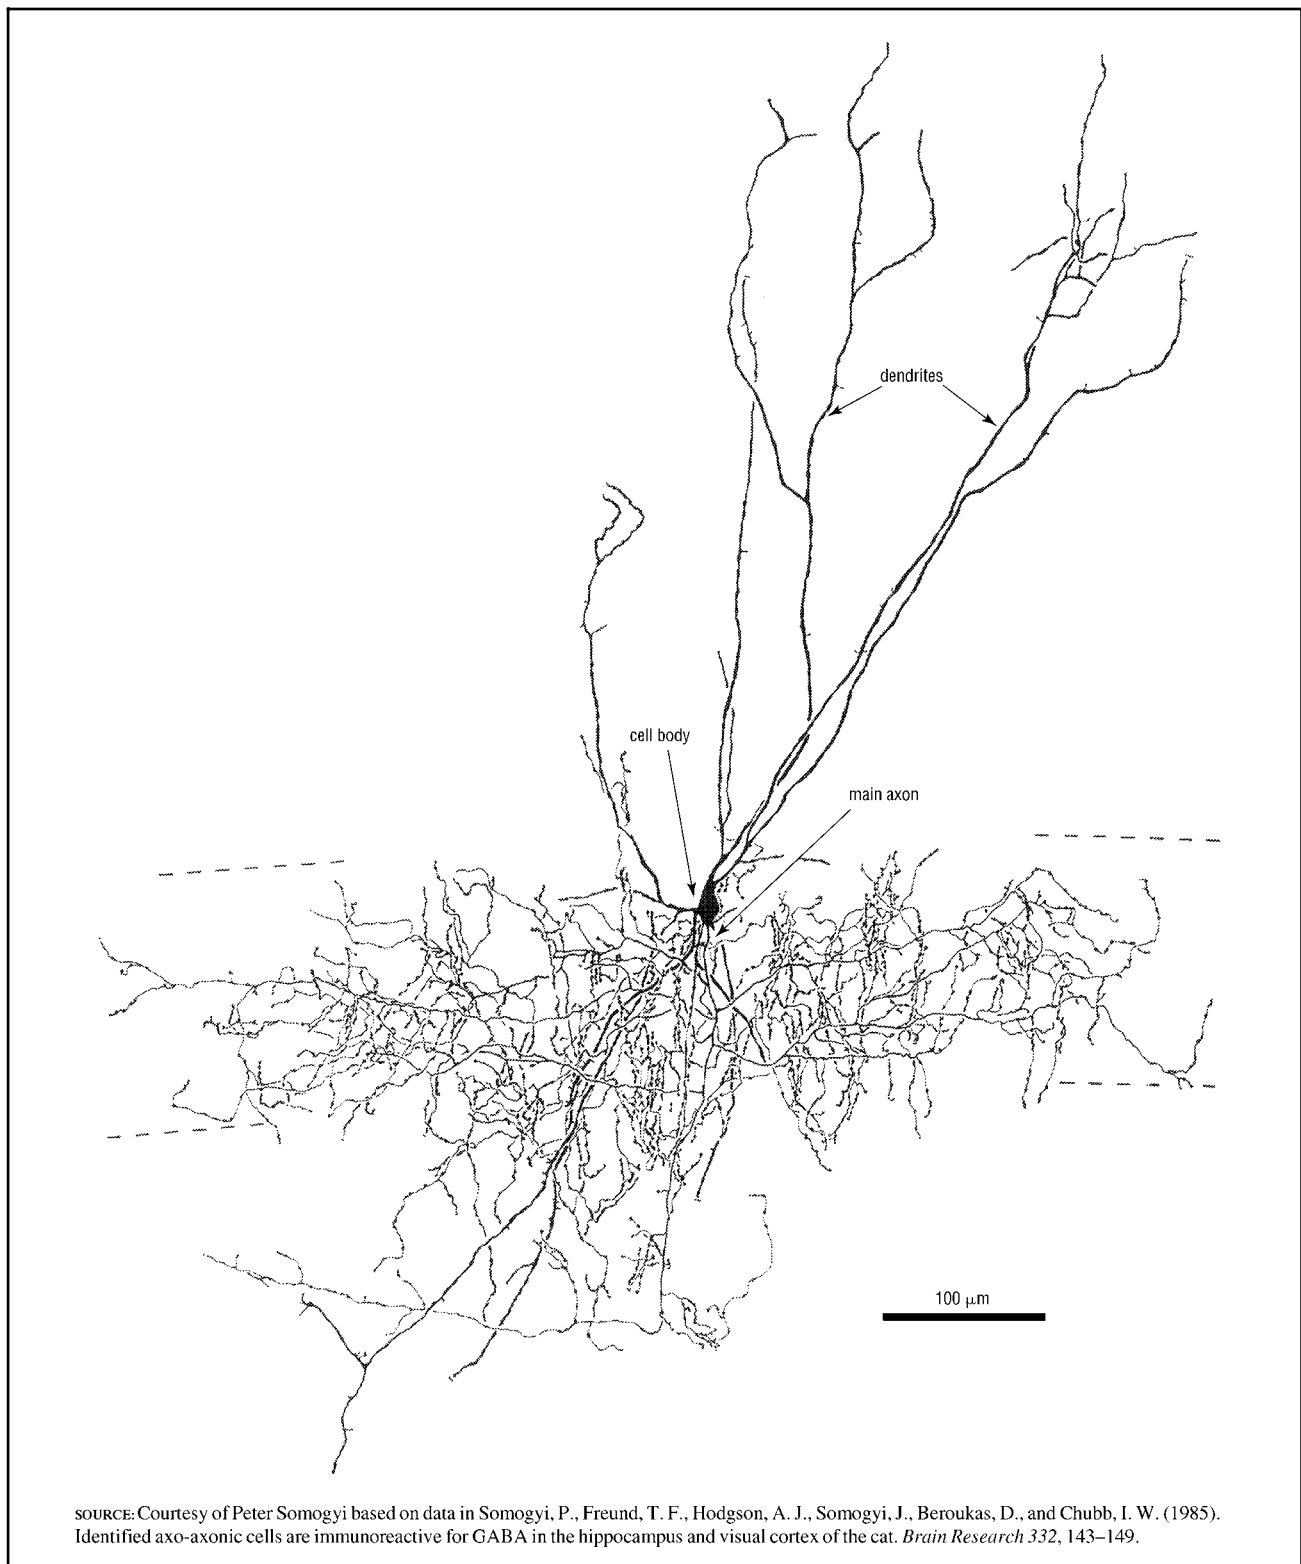 dendrites
cell body
main axon
100 μm
SOURCE: Courtesy of Peter Somogyi based on data in Somogyi, P., Freund, T. F., Hodgson, A. J., Somogyi, J., Beroukas, D., and Chubb, I. W. (1985).
Identified axo-axonic cells are immunoreactive for GABA in the hippocampus and visual cortex of the cat. Brain Research 332, 143–149.